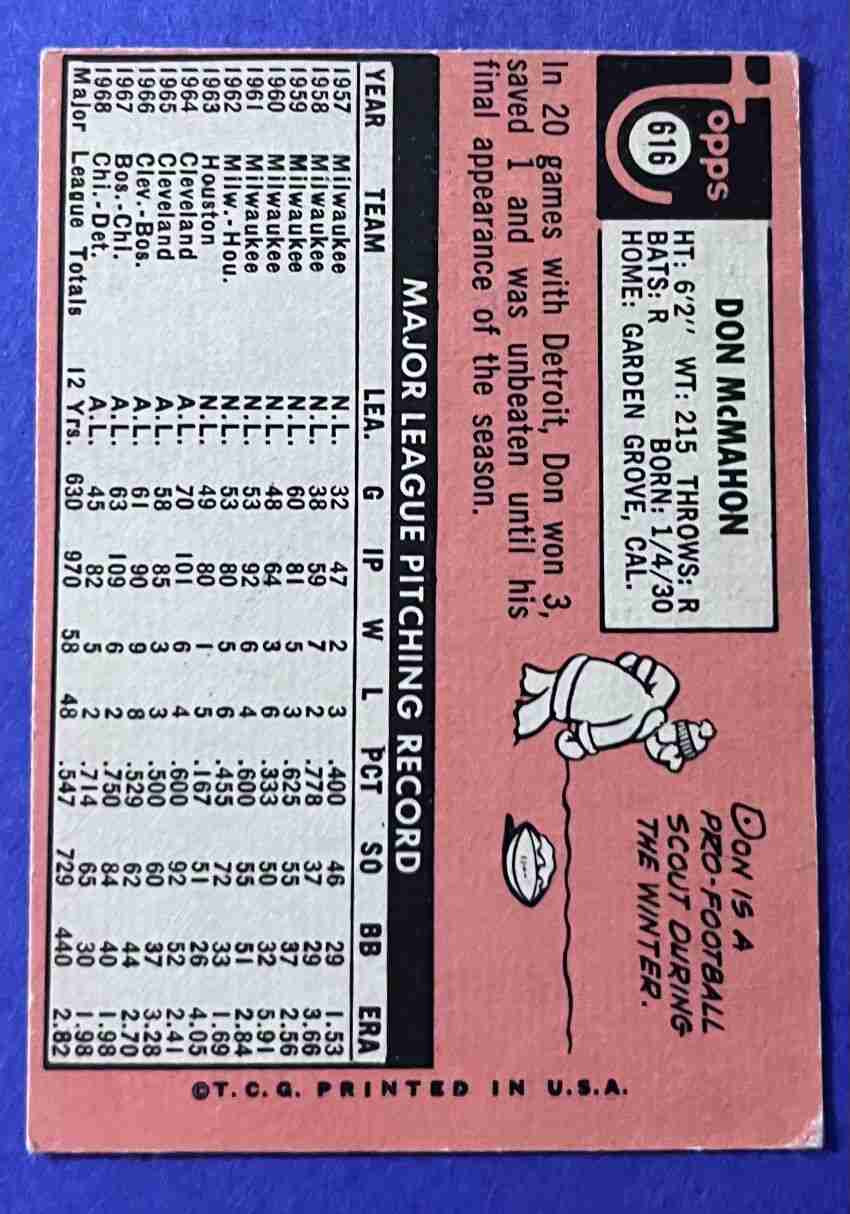 Topps
616
DON McMAHON
HT: 6'2" WT: 215 THROWS: R
BATS: R BORN: 1/4/30
HOME: GARDEN GROVE, CAL.
In 20 games with Detroit, Don won 3,
saved 1 and was unbeaten until his
final appearance of the season.
DON IS A
PRO-FOOTBALL
SCOUT DURING
THE WINTER.
MAJOR LEAGUE PITCHING RECORD
YEAR TEAM LEA. G IP W L PCT SO BB ERA
1957 Milwaukee N.L. 32 47 2 3 .400 46 29 1.53
1958 Milwaukee N.L. 38 59 7 2 .778 37 29 3.66
1959 Milwaukee N.L. 60 81 5 3 .625 55 37 2.56
1960 Milwaukee N.L. 48 64 3 6 .333 50 32 5.91
1961 Milwaukee N.L. 53 92 6 4 .600 55 51 2.84
1962 Milw.-Hou. N.L. 53 80 5 6 .455 72 33 1.69
1963 Houston N.L. 49 80 1 5 .167 51 26 4.05
1964 Cleveland A.L. 70 101 6 4 .600 92 52 2.41
1965 Cleveland A.L. 58 85 3 3 .500 60 37 3.28
1966 Clev.-Bos. A.L. 61 90 9 8 .529 62 44 2.70
1967 Bos.-Chi. A.L. 63 109 6 2 .750 84 40 1.98
1968 Chi.-Det. A.L. 45 82 5 2 .714 65 30 1.98
Major League Totals 12 Yrs. 630 970 58 48 .547 729 440 2.82
©T. C. G. PRINTED IN U.S.A.